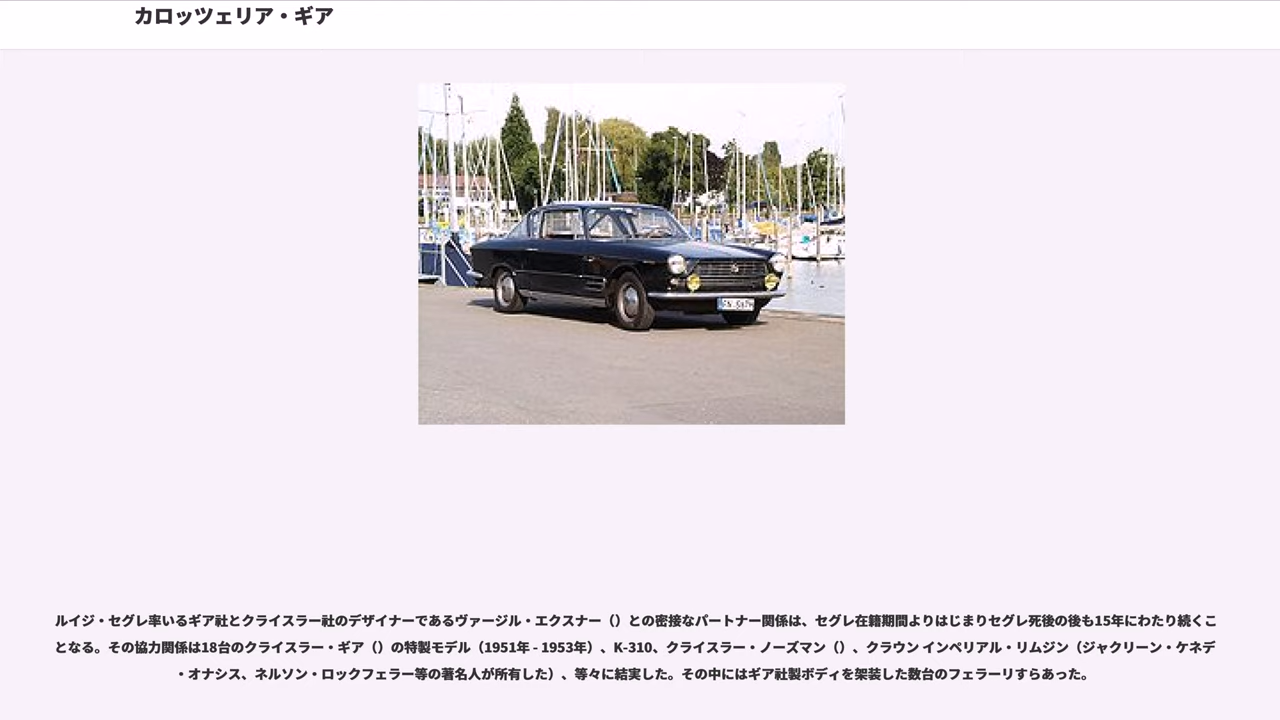 カロッツェリア・ギア
ルイジ・セグレ率いるギア社とクライスラー社のデザイナーであるヴァージル・エクスナー（）との密接なパートナー関係は、セグレ在籍期間よりはじまりセグレ死後の後も15年にわたり続くこ
となる。その協力関係は18台のクライスラー・ギア（）の特製モデル（1951年 - 1953年）、K-310、クライスラー・ノーズマン（）、クラウン インペリアル・リムジン（ジャクリーン・ケネデ
・オナシス、ネルソン・ロックフェラー等の著名人が所有した）、等々に結実した。その中にはギア社製ボディを架装した数台のフェラーリすらあった。